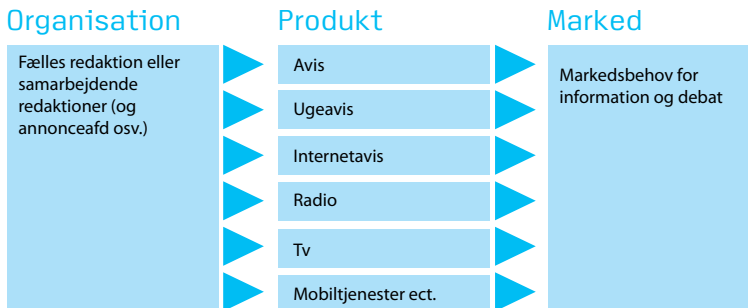 Organisation
Fælles redaktion eller
samarbejdende
redaktioner (og
annonceafd osv.)
Produkt
Avis
Ugeavis
Internetavis
Radio
Tv
Mobiltjenester ect.
Marked
Markedsbehov for
information og debat